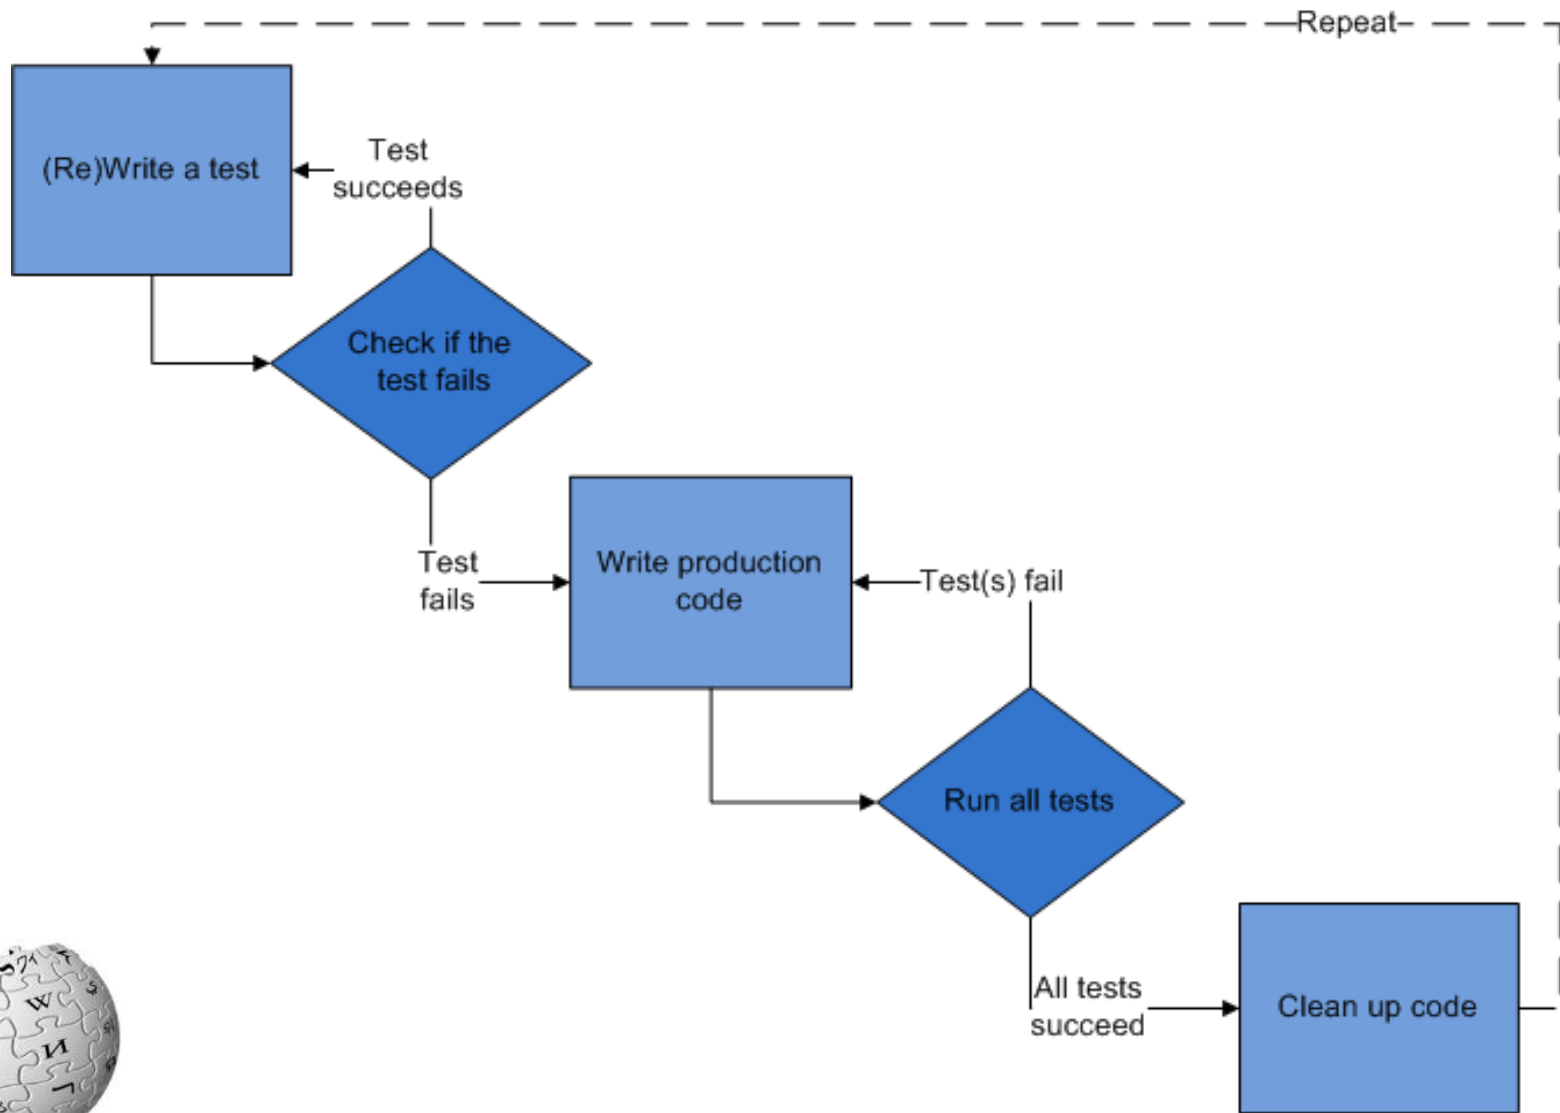 Repeat
(Re)Write a test
Test
succeeds
Check if the
test fails
Test
fails
Write production
code
Test(s) fail
Run all tests
All tests
succeed
Clean up code
W
И